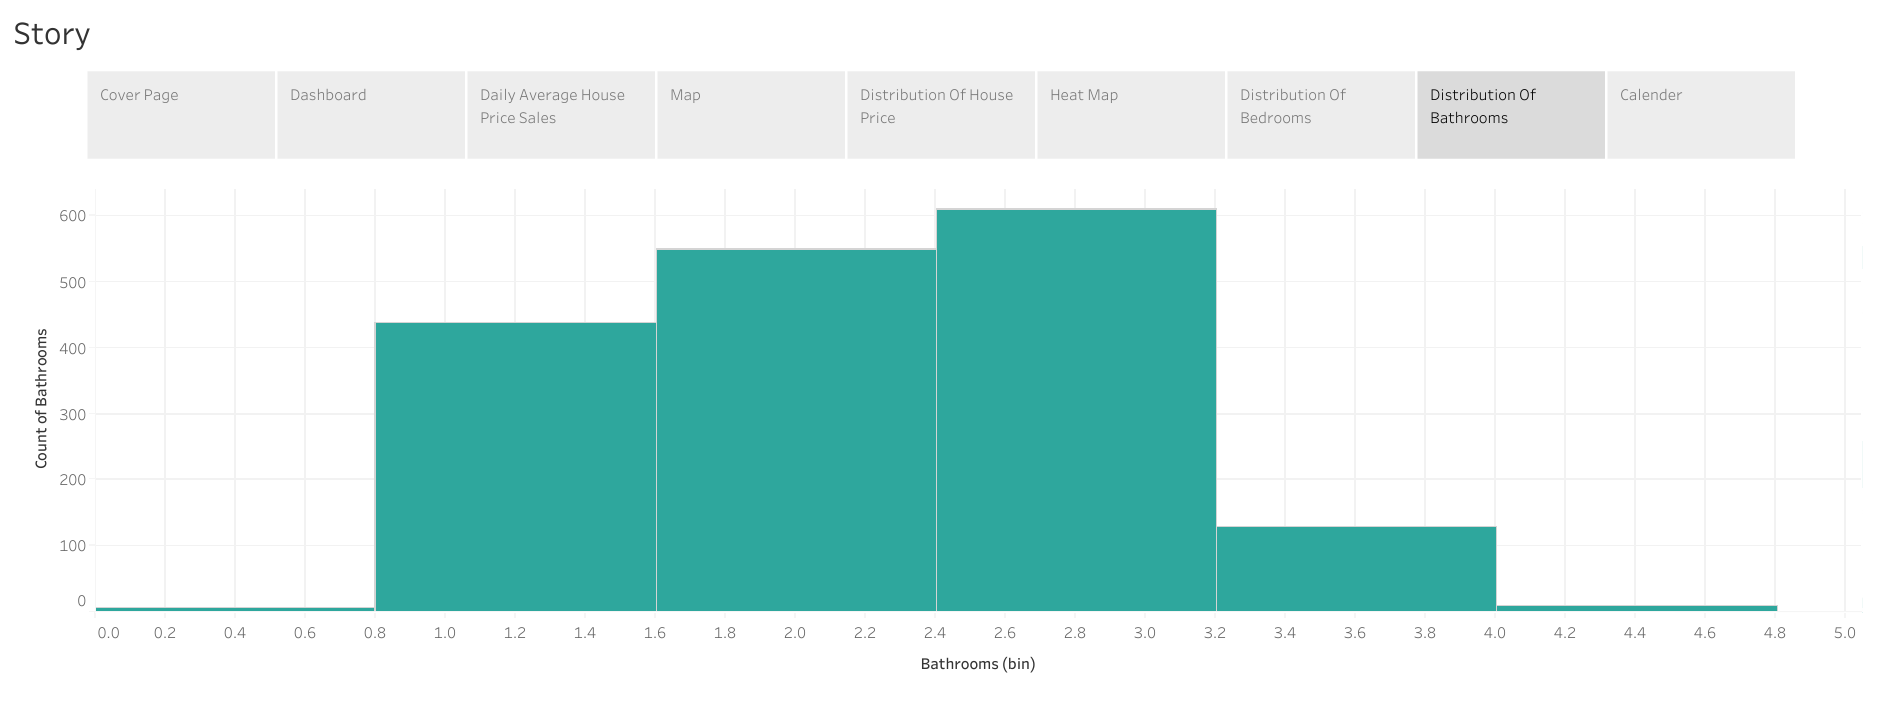 Story
Cover Page
Dashboard
Daily Average House
Price Sales
Map
Distribution Of House
Price
Heat Map
Distribution Of
Bedrooms
Distribution Of
Bathrooms
Calender
Count of Bathrooms
600
500
400
300
200
100
0
0.0 0.2 0.4 0.6 0.8 1.0 1.2 1.4 1.6 1.8 2.0 2.2 2.4 2.6 2.8 3.0 3.2 3.4 3.6 3.8 4.0 4.2 4.4 4.6 4.8 5.0
Bathrooms (bin)